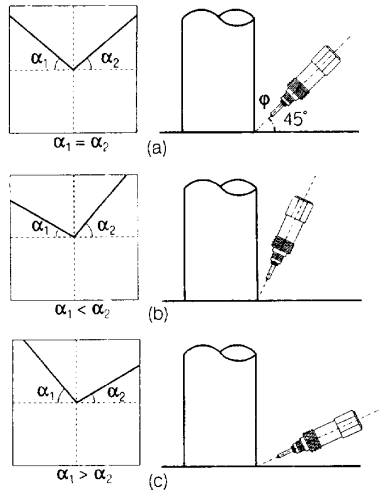 α₁ α₂
φ
45°
α₁ = α₂
(a)
α₁ α₂
α₁ < α₂
(b)
α₁ α₂
α₁ > α₂
(c)